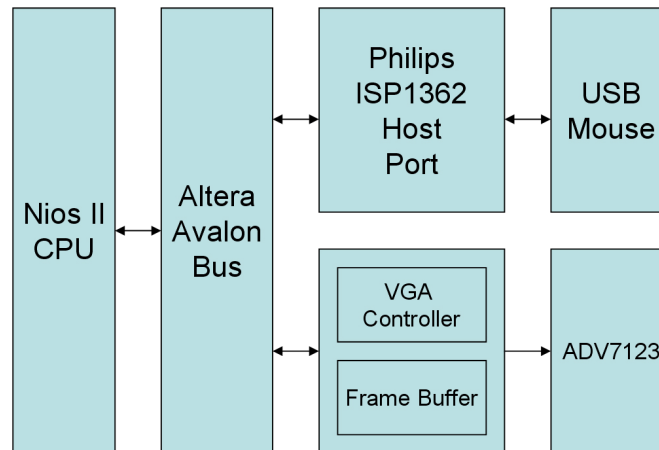 Nios II
CPU
Altera
Avalon
Bus
Philips
ISP1362
Host
Port
USB
Mouse
VGA
Controller
Frame Buffer
ADV7123